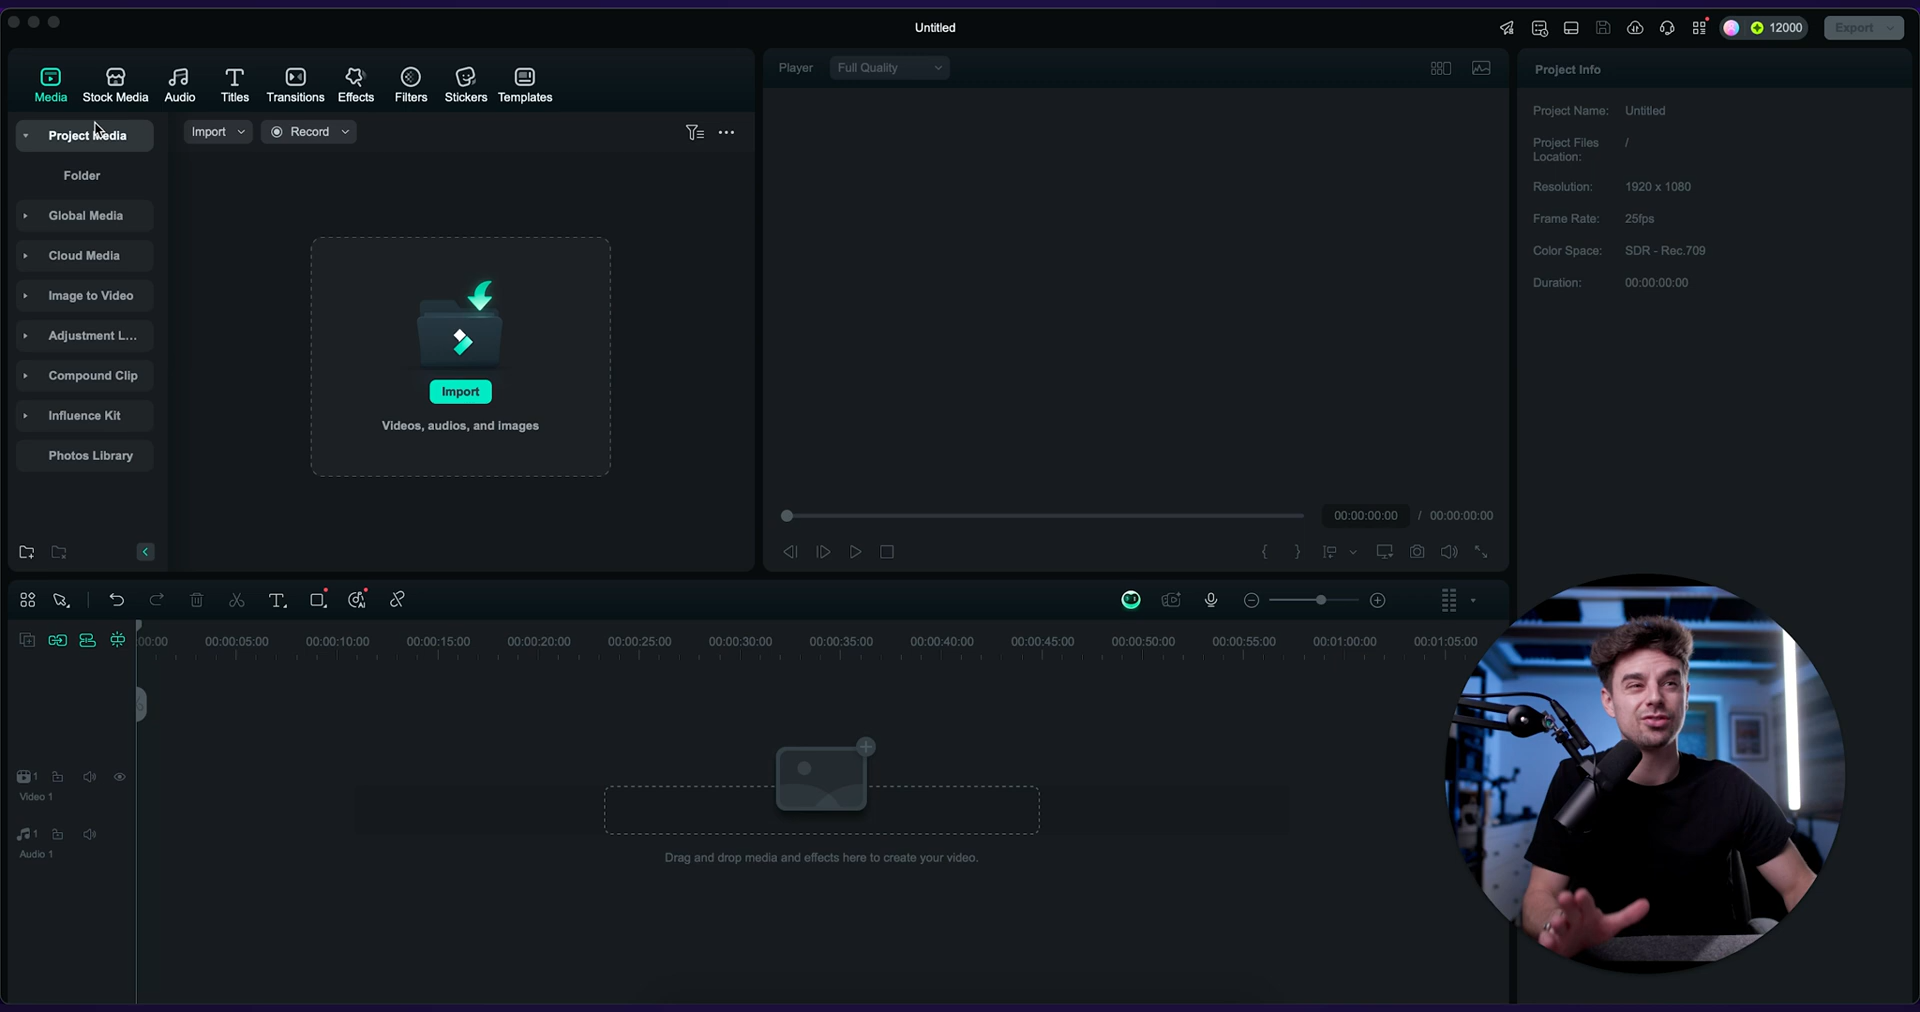 Untitled
12000
Export
Media
Stock Media
Audio
Titles
Transitions
Effects
Filters
Stickers
Templates
Project Media
Folder
Global Media
Cloud Media
Image to Video
Adjustment L...
Compound Clip
Influence Kit
Photos Library
Import
Record
Import
Videos, audios, and images
Player
Full Quality
00:00:00:00 / 00:00:00:00
Project Info
Project Name: Untitled
Project Files /
Location:
Resolution: 1920 x 1080
Frame Rate: 25fps
Color Space: SDR - Rec.709
Duration: 00:00:00:00
AI
00:00 00:00:05:00 00:00:10:00 00:00:15:00 00:00:20:00 00:00:25:00 00:00:30:00 00:00:35:00 00:00:40:00 00:00:45:00 00:00:50:00 00:00:55:00 00:01:00:00 00:01:05:00
1
Video 1
1
Audio 1
Drag and drop media and effects here to create your video.